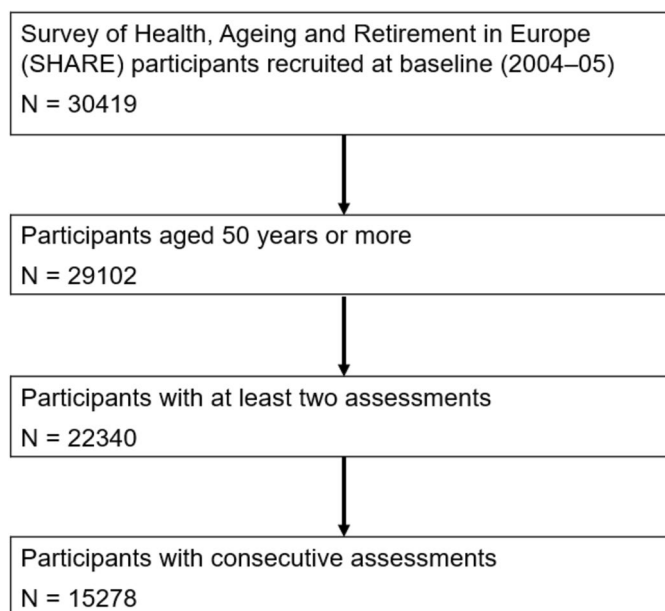 Survey of Health, Ageing and Retirement in Europe
(SHARE) participants recruited at baseline (2004–05)
N = 30419
Participants aged 50 years or more
N = 29102
Participants with at least two assessments
N = 22340
Participants with consecutive assessments
N = 15278